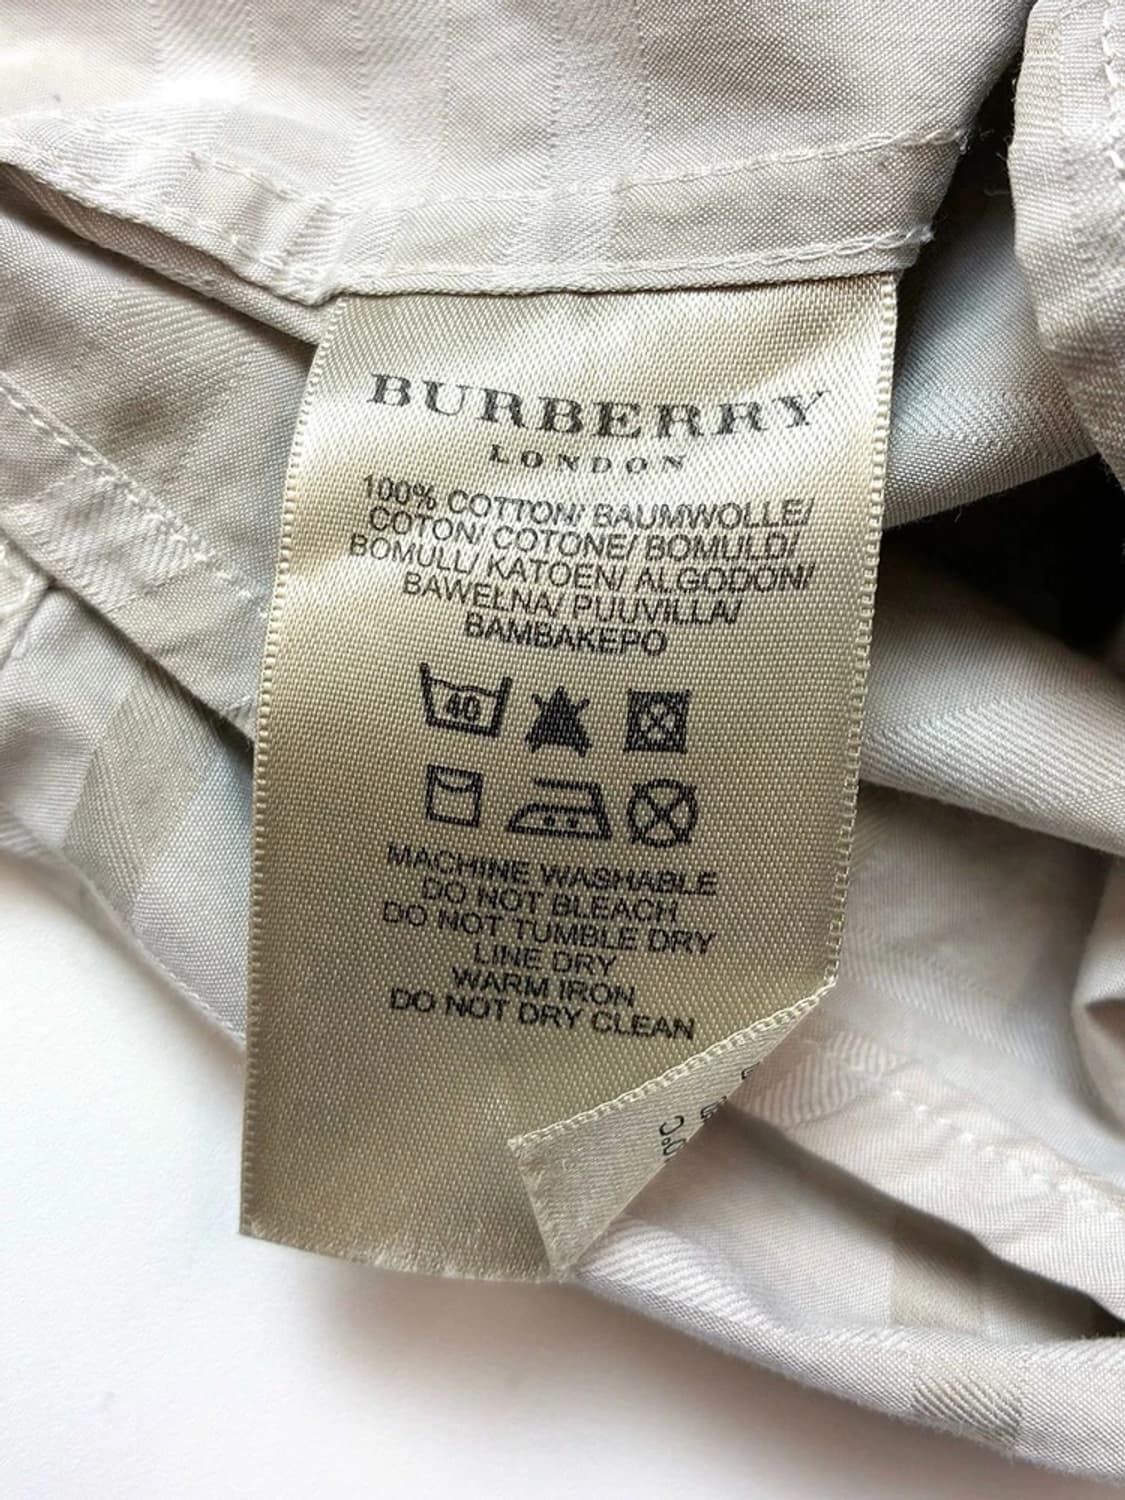 BURBERRY
LONDON
100% COTTON/ BAUMWOLLE/
COTON/ COTONE/ BOMULD/
BOMULL/ KATOEN/ ALGODON/
BAWEŁNA/ PUUVILLA/
BAMBAKEPO
40
MACHINE WASHABLE
DO NOT BLEACH
DO NOT TUMBLE DRY
LINE DRY
WARM IRON
DO NOT DRY CLEAN